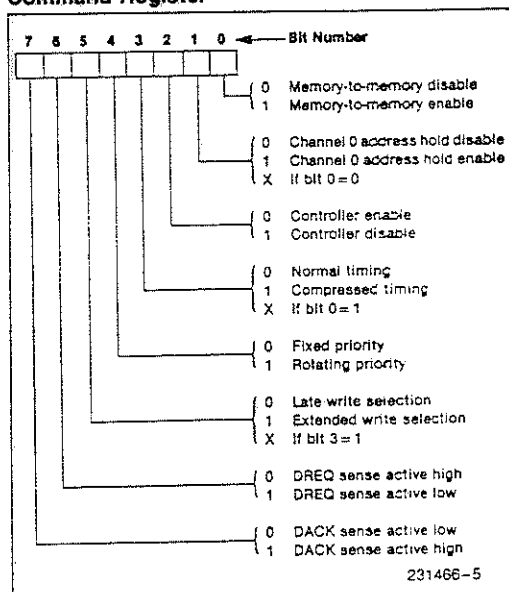 Command Register
7 6 5 4 3 2 1 0 Bit Number
0 Memory-to-memory disable
1 Memory-to-memory enable
0 Channel 0 address hold disable
1 Channel 0 address hold enable
X If bit 0=0
0 Controller enable
1 Controller disable
0 Normal timing
1 Compressed timing
X If bit 0=1
0 Fixed priority
1 Rotating priority
0 Late write selection
1 Extended write selection
X If bit 3=1
0 DREQ sense active high
1 DREQ sense active low
0 DACK sense active low
1 DACK sense active high
231466-5